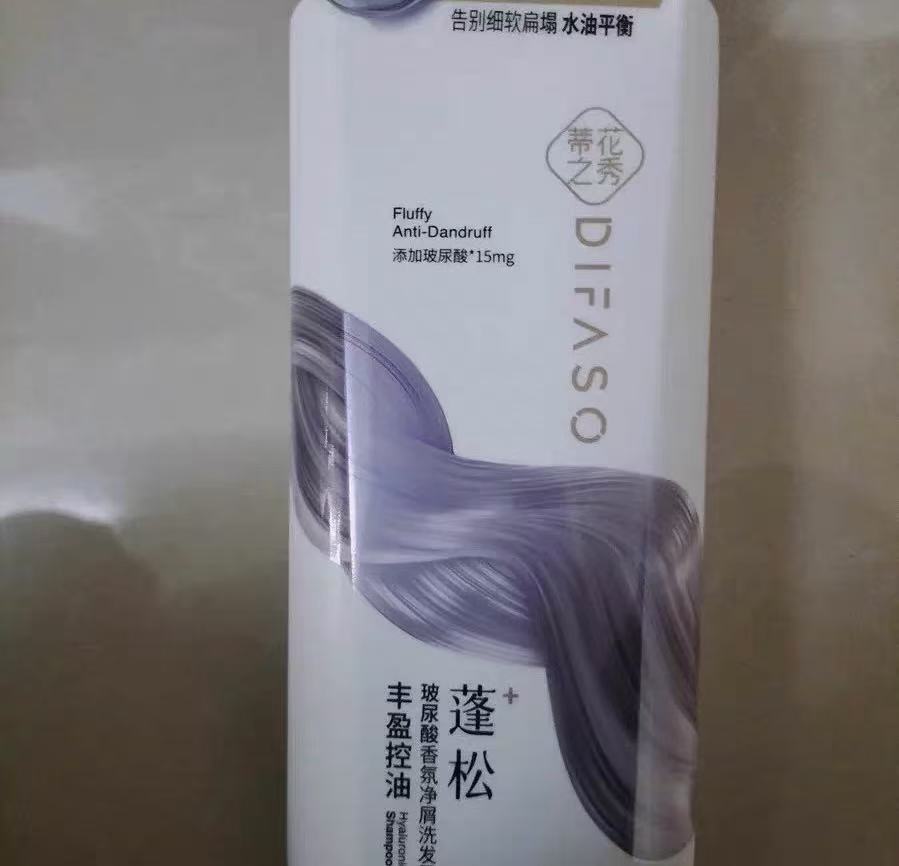 告别细软扁塌 水油平衡
蒂花
之秀
DIFASO
Fluffy
Anti-Dandruff
添加玻尿酸*15mg
蓬松+
玻尿酸香氛净屑洗发
丰盈控油
Hyaluroni
Shampoo